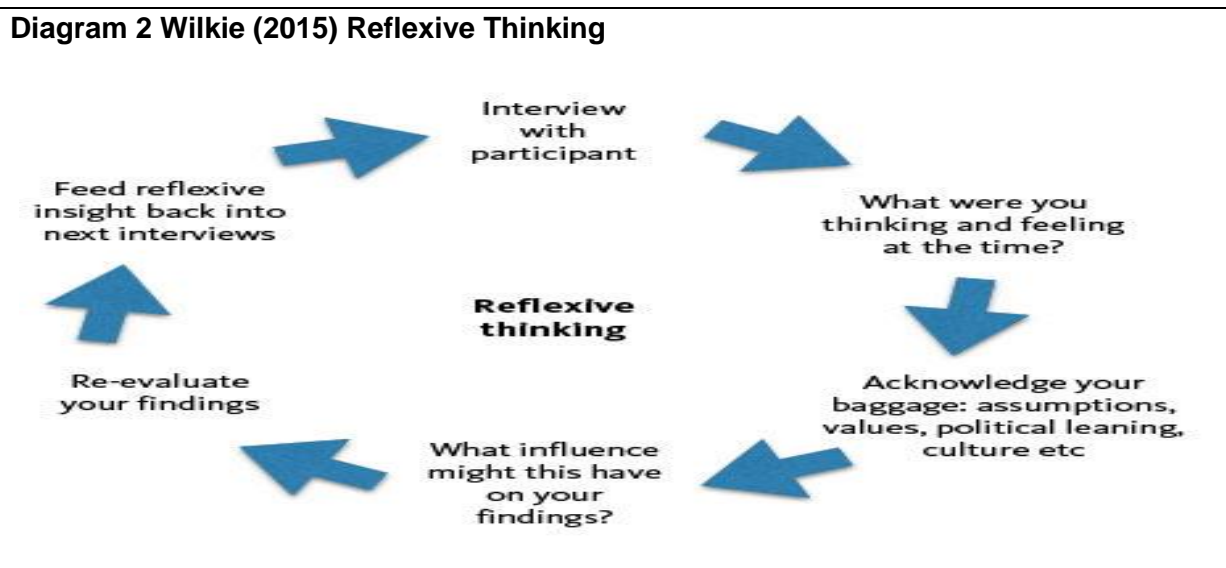 Diagram 2 Wilkie (2015) Reflexive Thinking
Interview
with
participant
What were you
thinking and feeling
at the time?
Acknowledge your
baggage: assumptions,
values, political leaning,
culture etc
What influence
might this have
on your
findings?
Re-evaluate
your findings
Feed reflexive
insight back into
next interviews
Reflexive
thinking